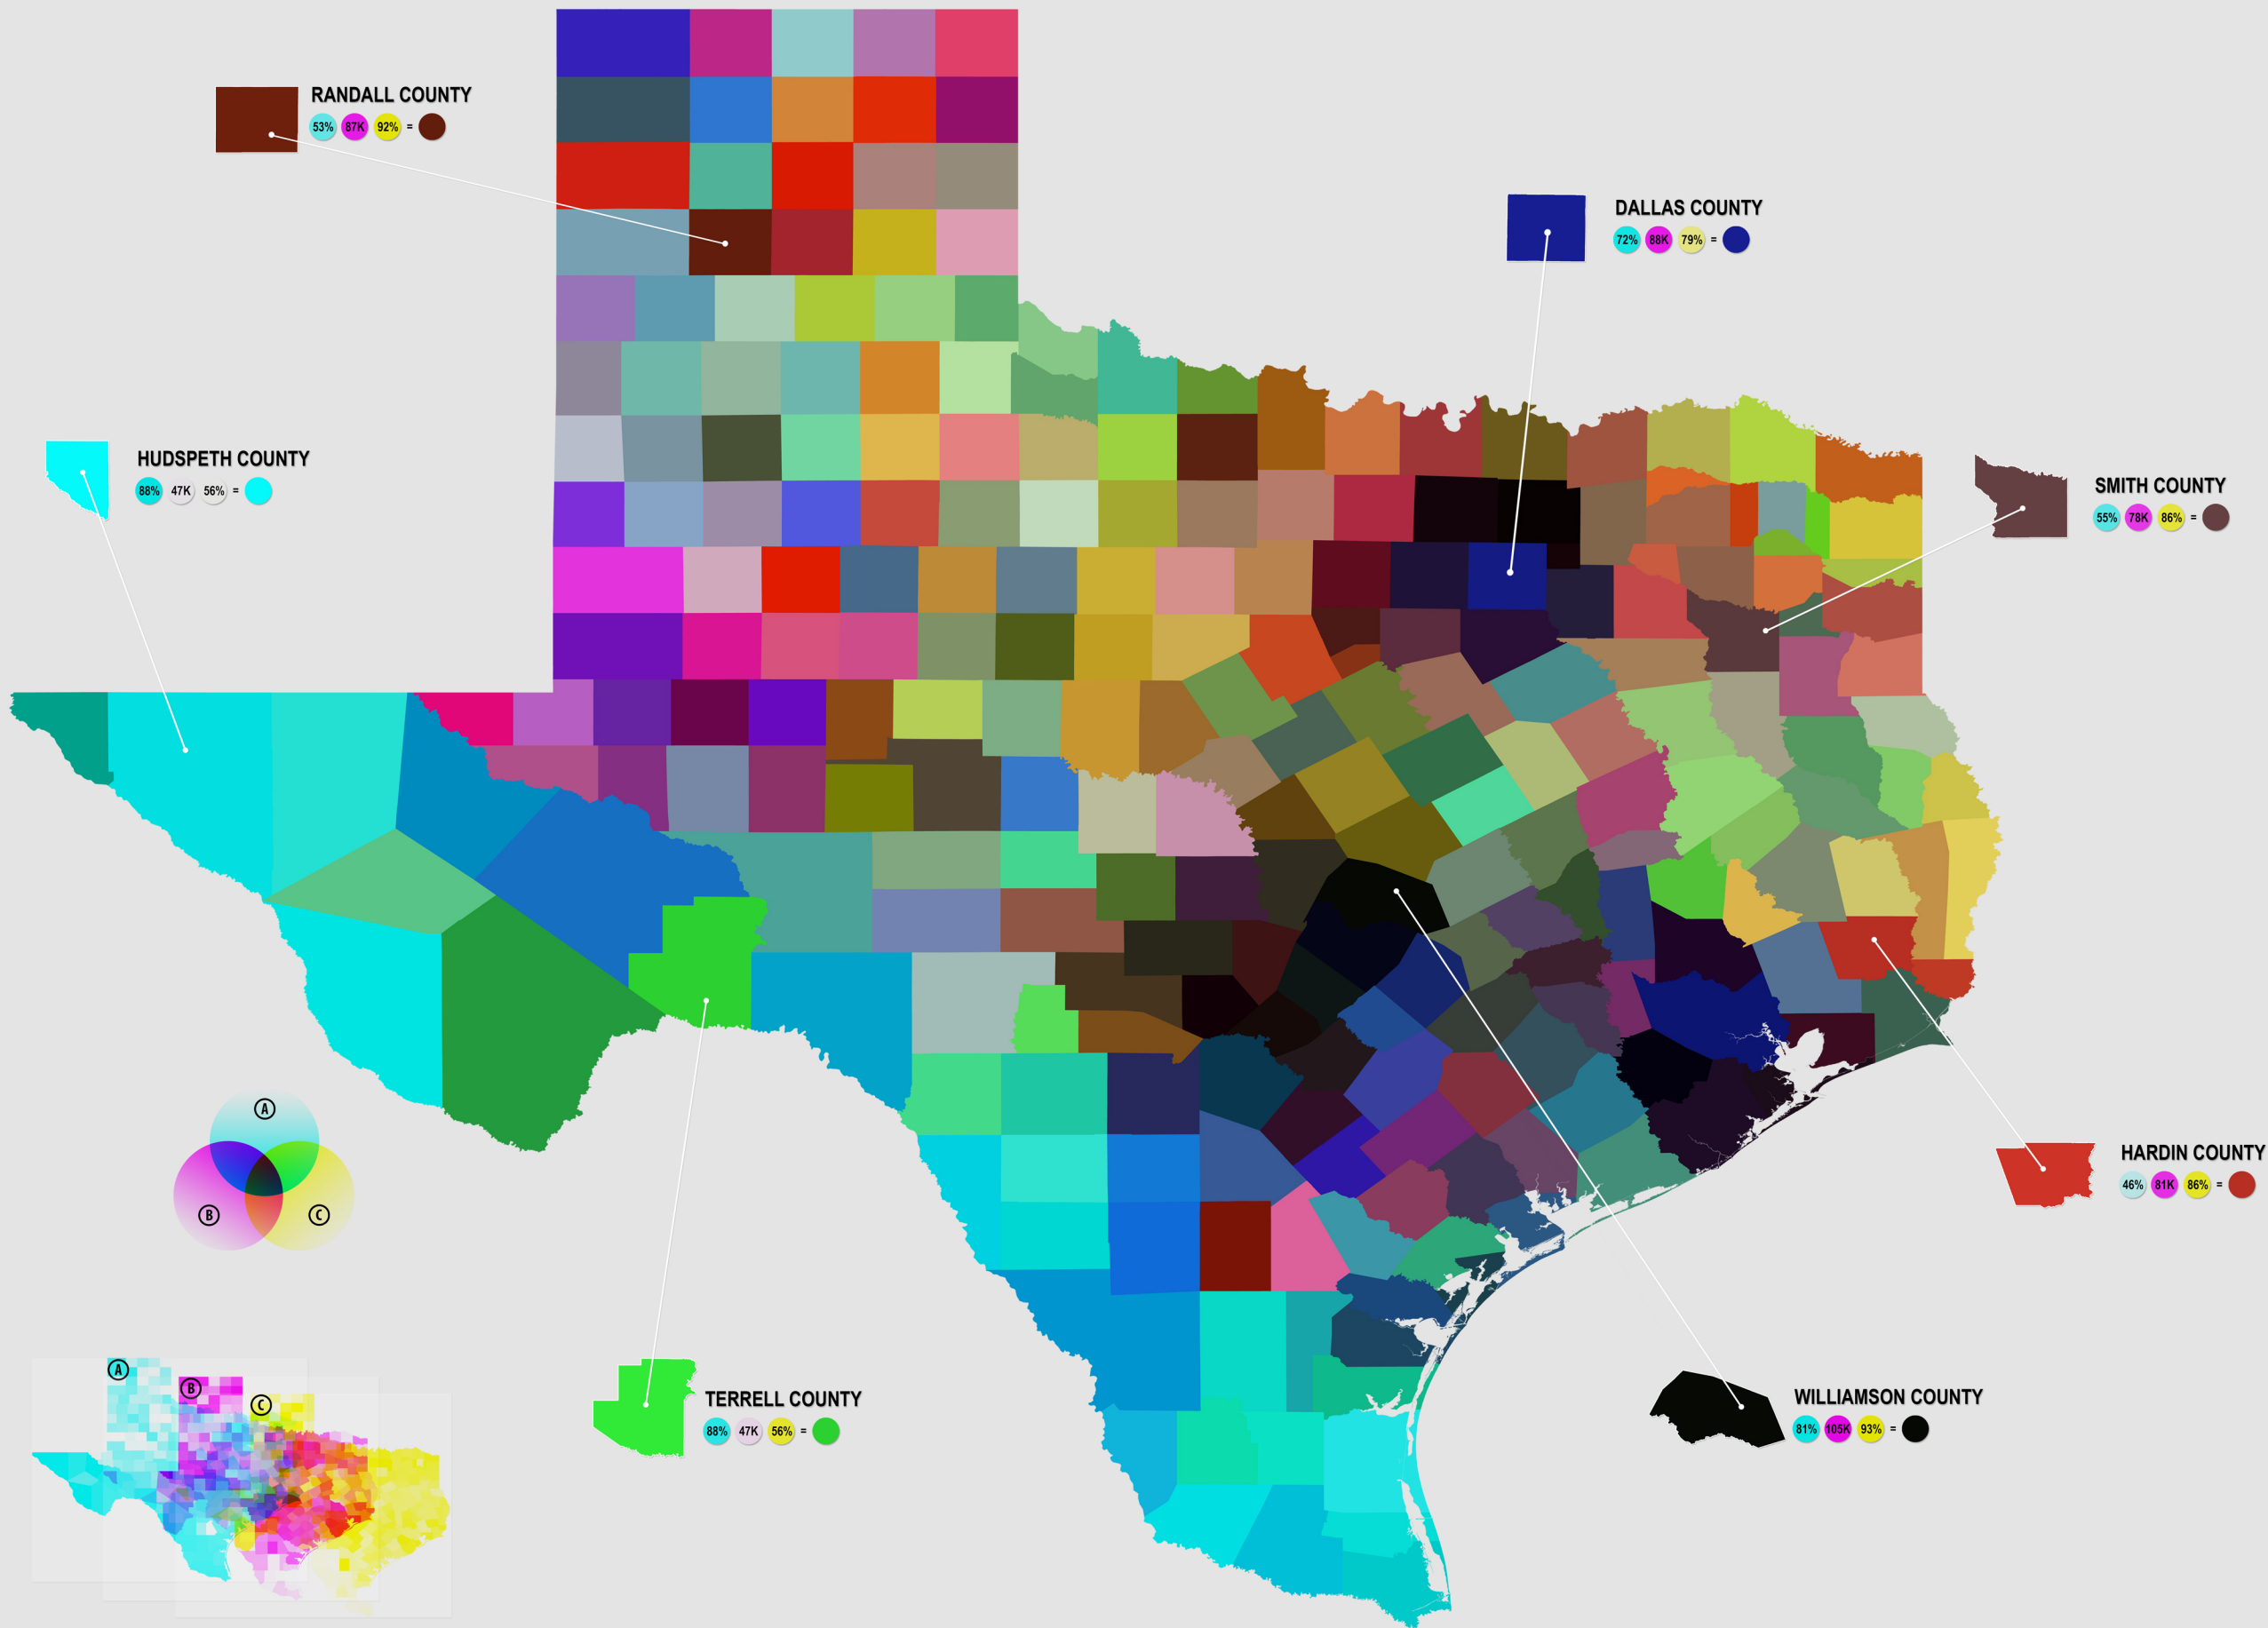 RANDALL COUNTY
53% 87K 92% =
DALLAS COUNTY
72% 88K 79% =
HUDSPETH COUNTY
88% 47K 56% =
SMITH COUNTY
55% 78K 86% =
A
B
C
HARDIN COUNTY
46% 81K 86% =
A
B
C
TERRELL COUNTY
88% 47K 56% =
WILLIAMSON COUNTY
81% 105K 93% =